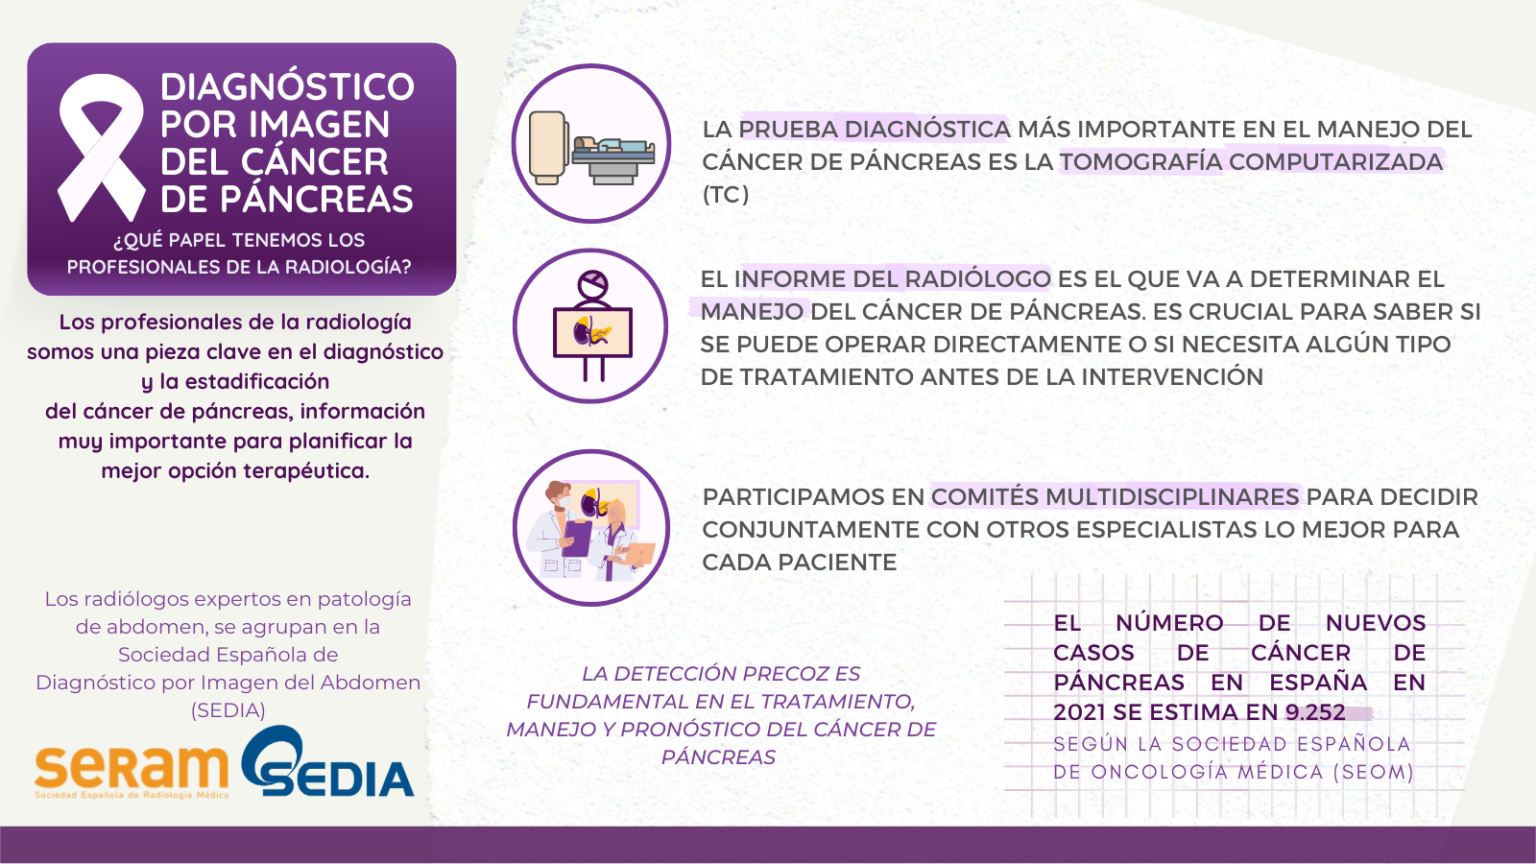 DIAGNÓSTICO
POR IMAGEN
DEL CÁNCER
DE PÁNCREAS
¿QUÉ PAPEL TENEMOS LOS
PROFESIONALES DE LA RADIOLOGÍA?
Los profesionales de la radiología
somos una pieza clave en el diagnóstico
y la estadificación
del cáncer de páncreas, información
muy importante para planificar la
mejor opción terapéutica.
Los radiólogos expertos en patología
de abdomen, se agrupan en la
Sociedad Española de
Diagnóstico por Imagen del Abdomen
(SEDIA)
seram
Sociedad Española de Radiología Médica
SEDIA
LA PRUEBA DIAGNÓSTICA MÁS IMPORTANTE EN EL MANEJO DEL
CÁNCER DE PÁNCREAS ES LA TOMOGRAFÍA COMPUTARIZADA
(TC)
EL INFORME DEL RADIÓLOGO ES EL QUE VA A DETERMINAR EL
MANEJO DEL CÁNCER DE PÁNCREAS. ES CRUCIAL PARA SABER SI
SE PUEDE OPERAR DIRECTAMENTE O SI NECESITA ALGÚN TIPO
DE TRATAMIENTO ANTES DE LA INTERVENCIÓN
PARTICIPAMOS EN COMITÉS MULTIDISCIPLINARES PARA DECIDIR
CONJUNTAMENTE CON OTROS ESPECIALISTAS LO MEJOR PARA
CADA PACIENTE
LA DETECCIÓN PRECOZ ES
FUNDAMENTAL EN EL TRATAMIENTO,
MANEJO Y PRONÓSTICO DEL CÁNCER DE
PÁNCREAS
EL NÚMERO DE NUEVOS
CASOS DE CÁNCER DE
PÁNCREAS EN ESPAÑA EN
2021 SE ESTIMA EN 9.252
SEGÚN LA SOCIEDAD ESPAÑOLA
DE ONCOLOGÍA MÉDICA (SEOM)